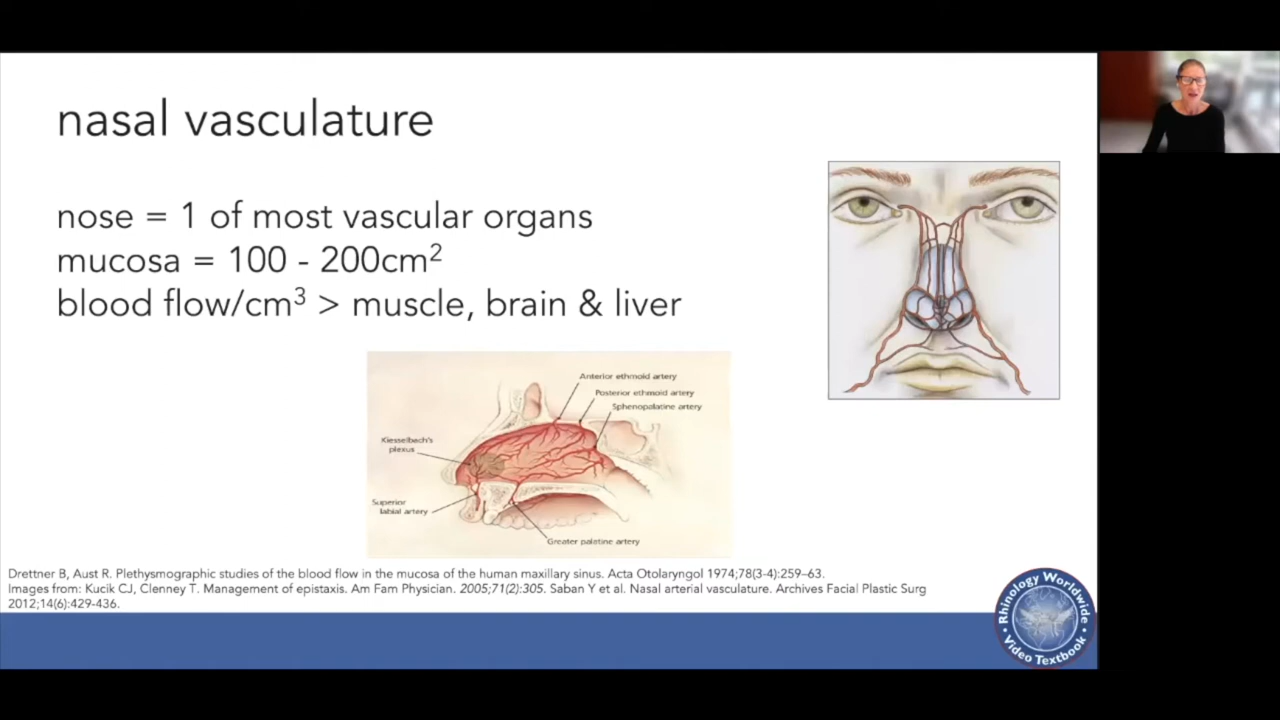 nasal vasculature
nose = 1 of most vascular organs
mucosa = 100 - 200cm²
blood flow/cm³ > muscle, brain & liver
Anterior ethmoid artery
Posterior ethmoid artery
Sphenopalatine artery
Kiesselbach's
plexus
Superior
labial artery
Greater palatine artery
Drettner B, Aust R. Plethysmographic studies of the blood flow in the mucosa of the human maxillary sinus. Acta Otolaryngol 1974;78(3-4):259–63.
Images from: Kucik CJ, Clenney T. Management of epistaxis. Am Fam Physician. 2005;71(2):305. Saban Y et al. Nasal arterial vasculature. Archives Facial Plastic Surg
2012;14(6):429-436.
Rhinology Worldwide
Video Textbook